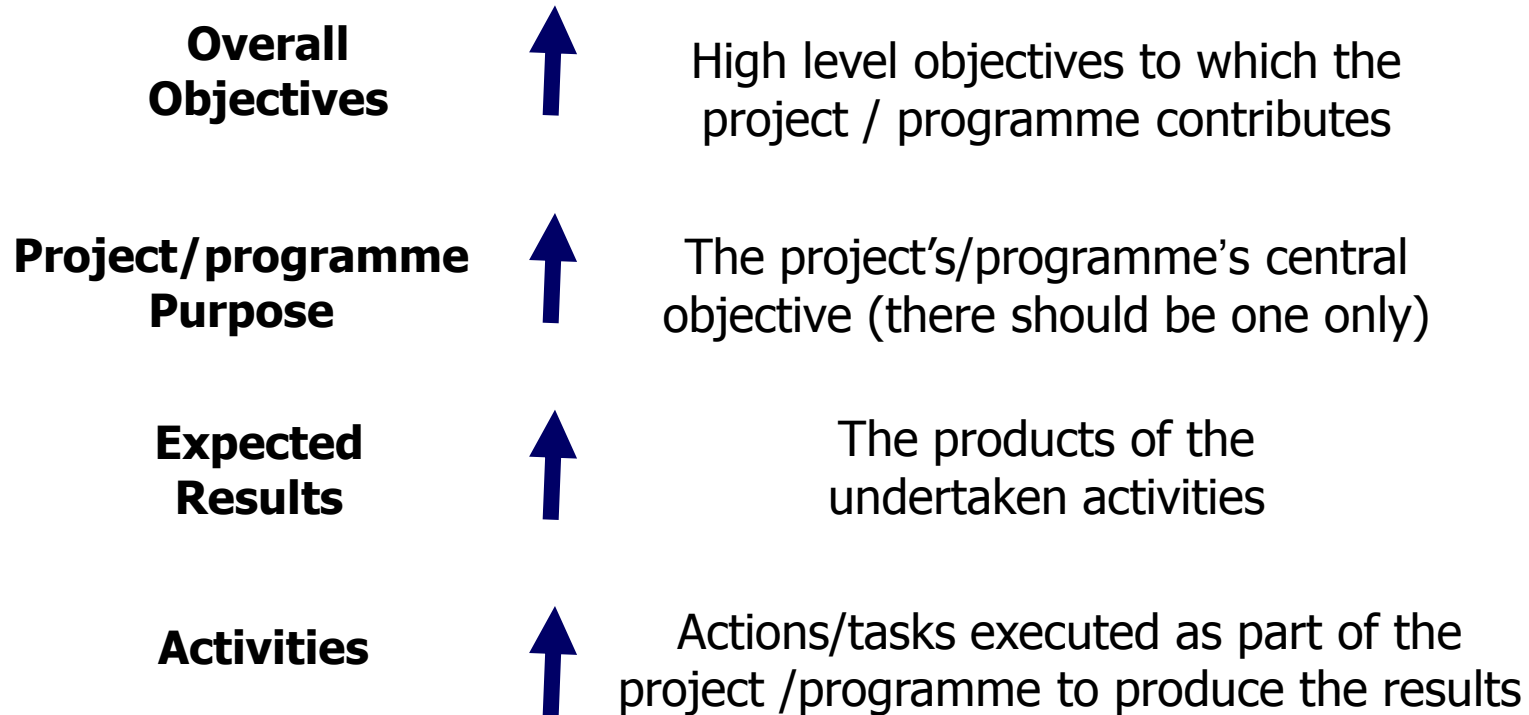 Overall
Objectives
High level objectives to which the
project / programme contributes
Project/programme
Purpose
The project’s/programme’s central
objective (there should be one only)
Expected
Results
The products of the
undertaken activities
Activities
Actions/tasks executed as part of the
project /programme to produce the results